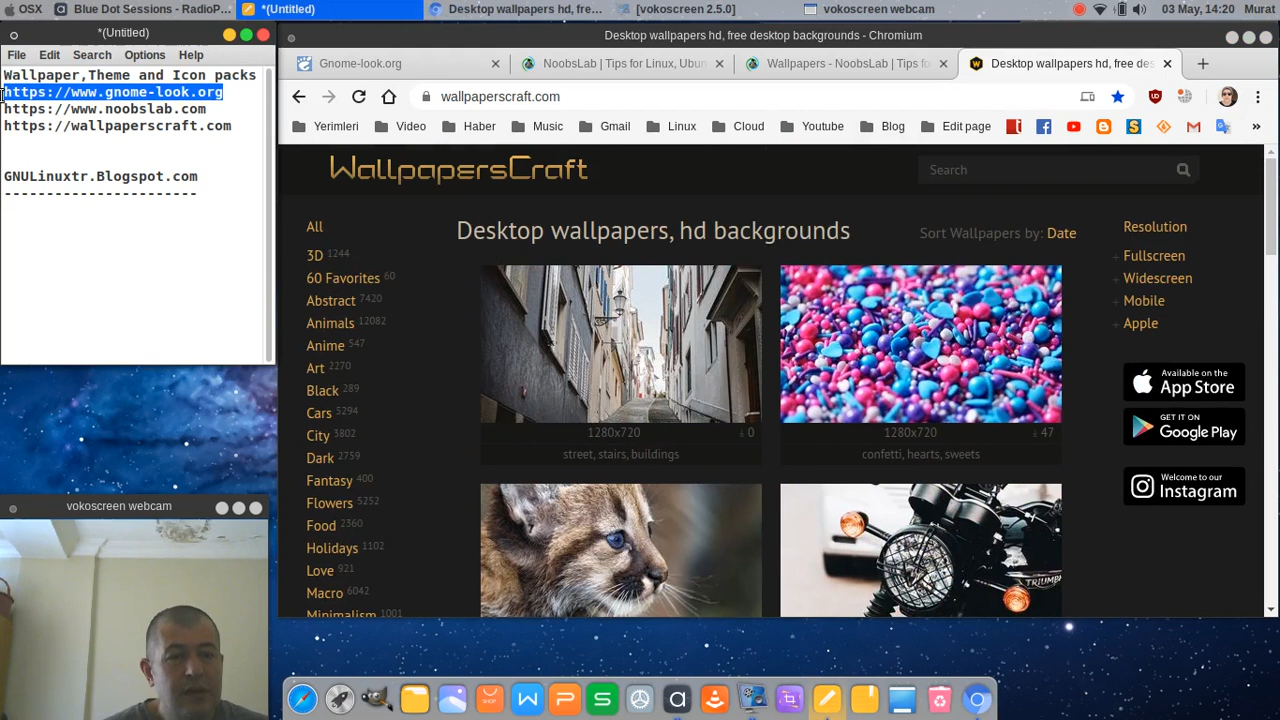 OSX
Blue Dot Sessions - RadioP...
*(Untitled)
Desktop wallpapers hd, fre...
[vokoscreen 2.5.0]
vokoscreen webcam
03 May, 14:20
Murat
*(Untitled)
File Edit Search Options Help
Wallpaper,Theme and Icon packs
https://www.gnome-look.org
https://www.noobslab.com
https://wallpaperscraft.com
GNULinuxtr.Blogspot.com
-----------------------
Desktop wallpapers hd, free desktop backgrounds - Chromium
Gnome-look.org
NoobsLab | Tips for Linux, Ubun
Wallpapers - NoobsLab | Tips for
Desktop wallpapers hd, free des
wallpaperscraft.com
Yerimleri Video Haber Music Gmail Linux Cloud Youtube Blog Edit page
WallpapersCraft
Search
All
3D 1244
60 Favorites 60
Abstract 7420
Animals 12082
Anime 547
Art 2270
Black 289
Cars 5294
City 3802
Dark 2759
Fantasy 400
Flowers 5252
Food 2360
Holidays 1102
Love 921
Macro 6042
Minimalism 1001
Desktop wallpapers, hd backgrounds
Sort Wallpapers by: Date
1280x720 0
street, stairs, buildings
1280x720 47
confetti, hearts, sweets
TRIUMPH
Resolution
+ Fullscreen
+ Widescreen
+ Mobile
+ Apple
Available on the
App Store
GET IT ON
Google Play
Welcome to our
Instagram
vokoscreen webcam